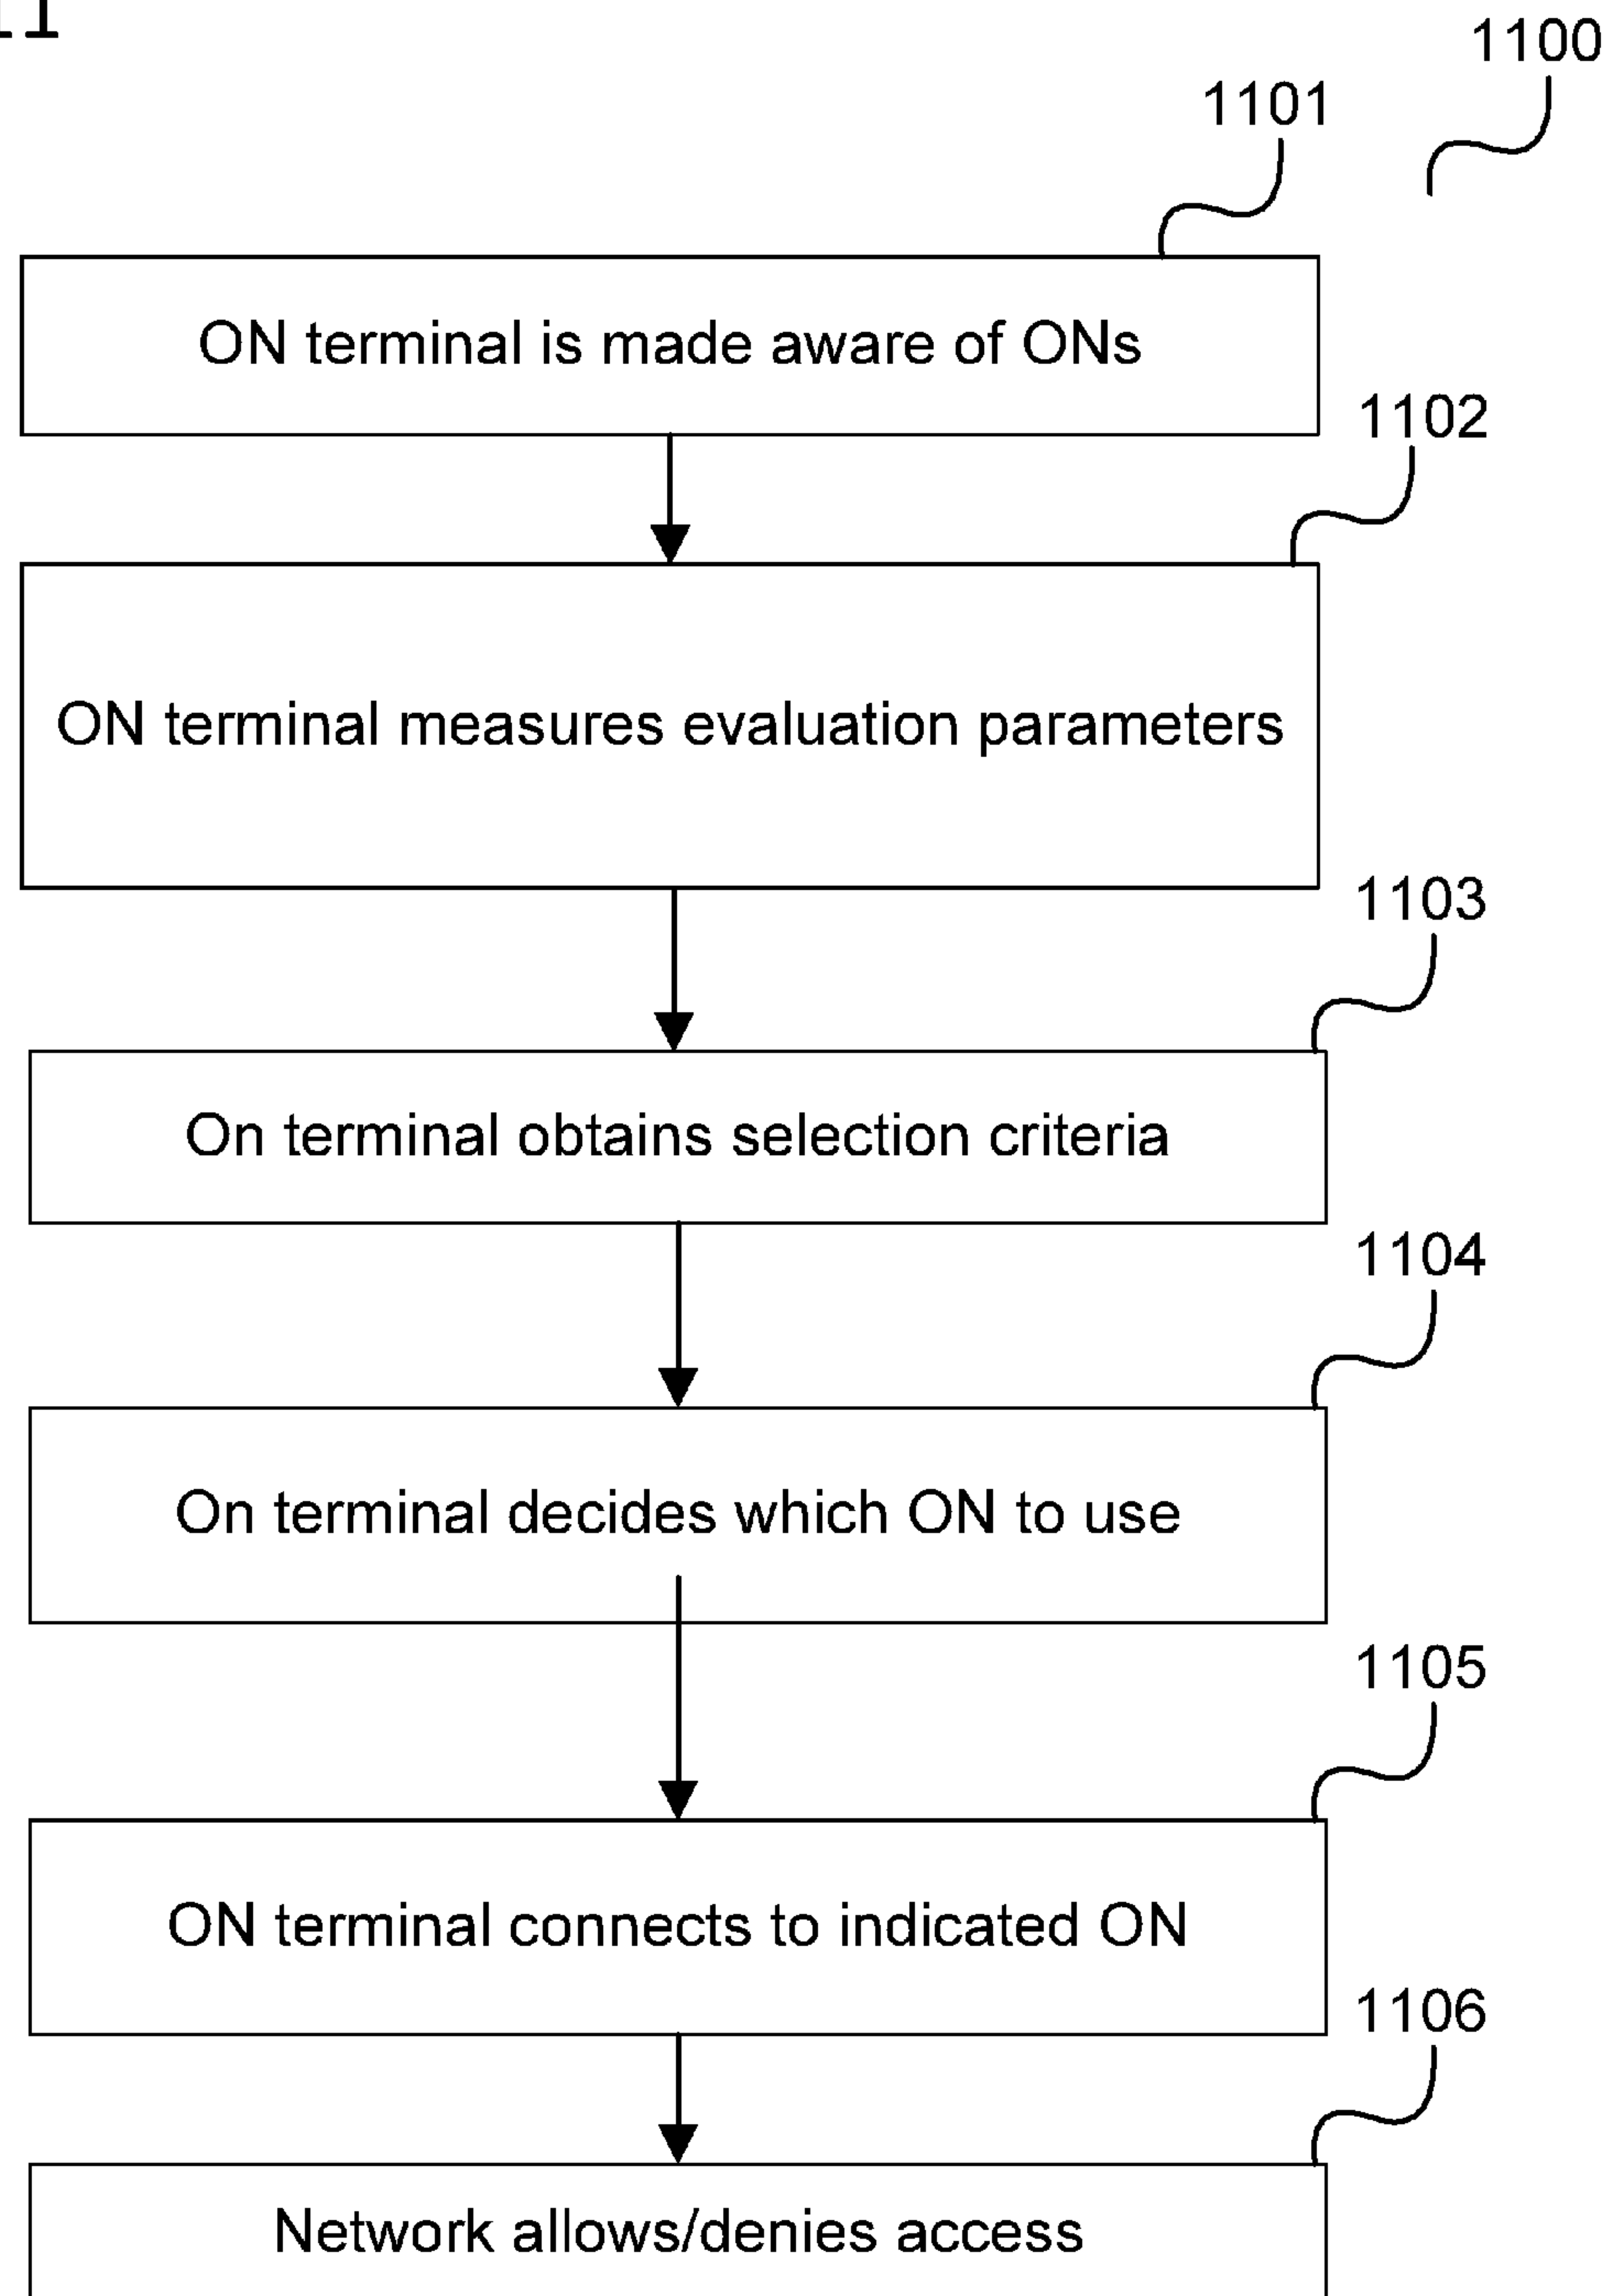 11
1100
1101
ON terminal is made aware of ONs
1102
ON terminal measures evaluation parameters
1103
On terminal obtains selection criteria
1104
On terminal decides which ON to use
1105
ON terminal connects to indicated ON
1106
Network allows/denies access